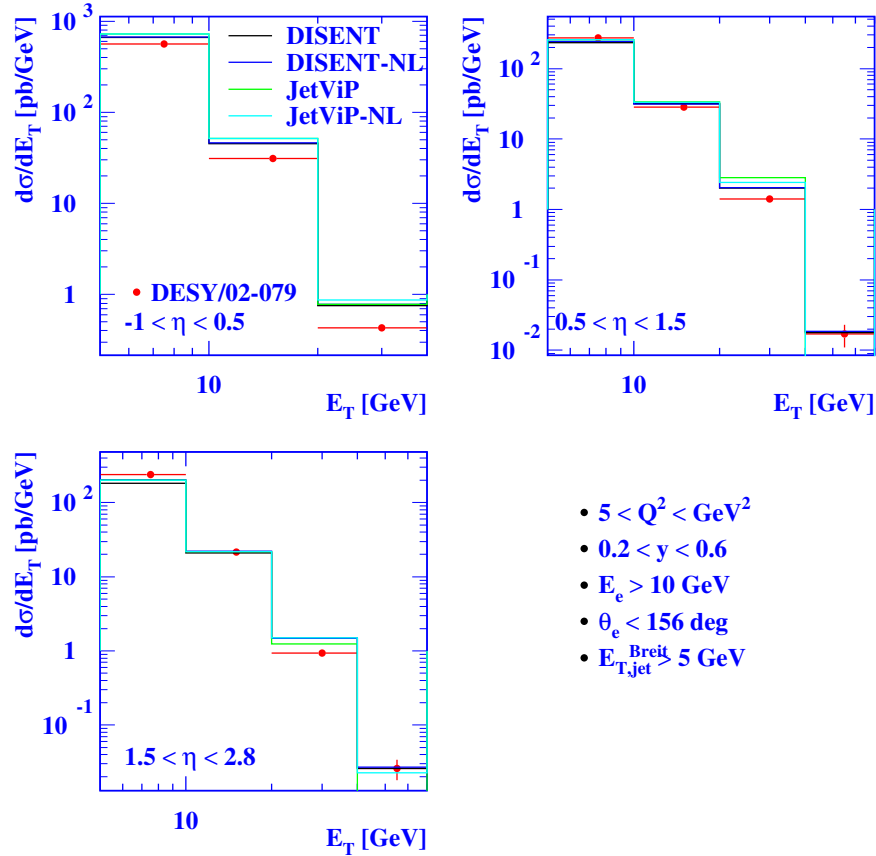 dσ/dE_T [pb/GeV]
10^3
10^2
10
1
DISENT
DISENT-NL
JetViP
JetViP-NL
DESY/02-079
-1 < η < 0.5
10
E_T [GeV]
dσ/dE_T [pb/GeV]
10^2
10
1
10^-1
10^-2
0.5 < η < 1.5
10
E_T [GeV]
dσ/dE_T [pb/GeV]
10^2
10
1
10^-1
1.5 < η < 2.8
10
E_T [GeV]
• 5 < Q^2 < GeV^2
• 0.2 < y < 0.6
• E_e > 10 GeV
• θ_e < 156 deg
• E_{T,jet}^{Breit} > 5 GeV